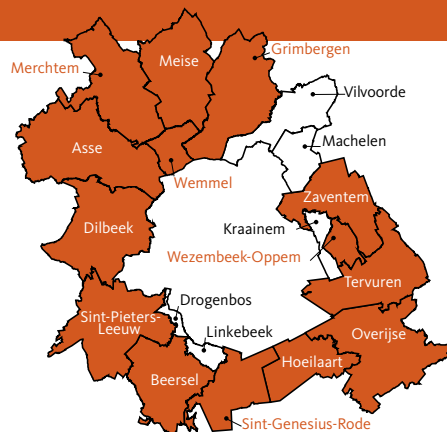 Grimbergen
Meise
Merchtem
Vilvoorde
Machelen
Asse
Wemmel
Zaventem
Kraainem
Dilbeek
Wezembeek-Oppem
Tervuren
Drogenbos
Sint-Pieters-
Leeuw
Linkebeek
Overijse
Hoeilaart
Beersel
Sint-Genesius-Rode